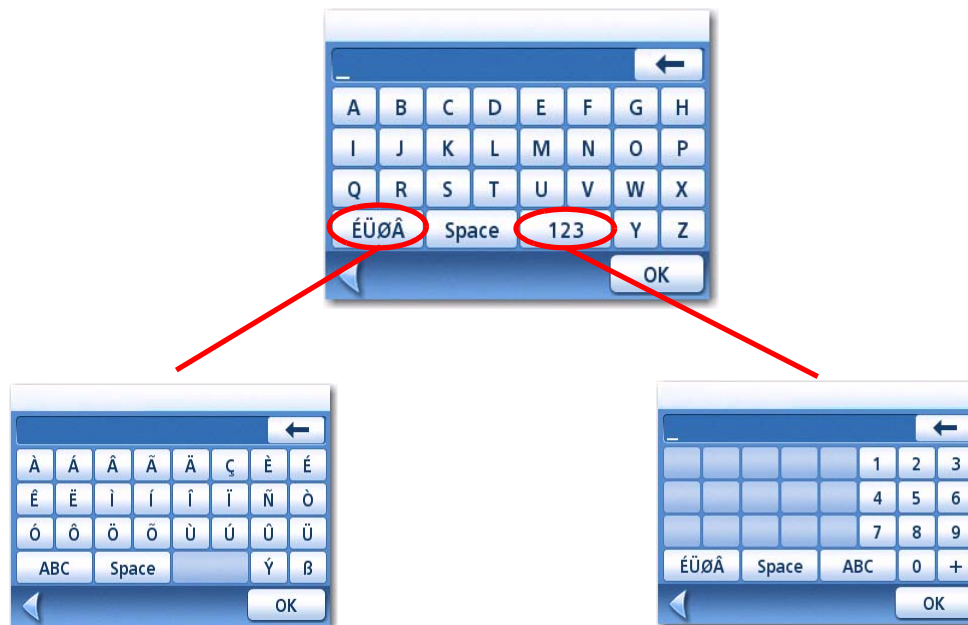 _
A B C D E F G H
I J K L M N O P
Q R S T U V W X
ÉÜØÂ Space 123 Y Z
OK
À Á Â Ã Ä Ç È É
Ê Ë Ì Í Î Ï Ñ Ò
Ó Ô Ö Õ Ù Ú Û Ü
ABC Space Ý ß
OK
_
1 2 3
4 5 6
7 8 9
ÉÜØÂ Space ABC 0 +
OK